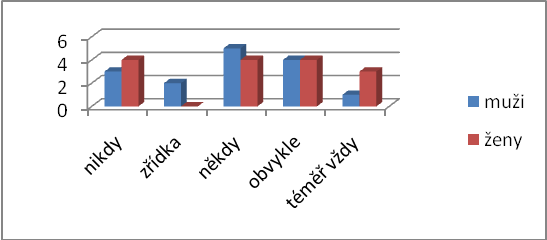 6
4
2
0
nikdy
zřídka
někdy
obvykle
téměř vždy
muži
ženy